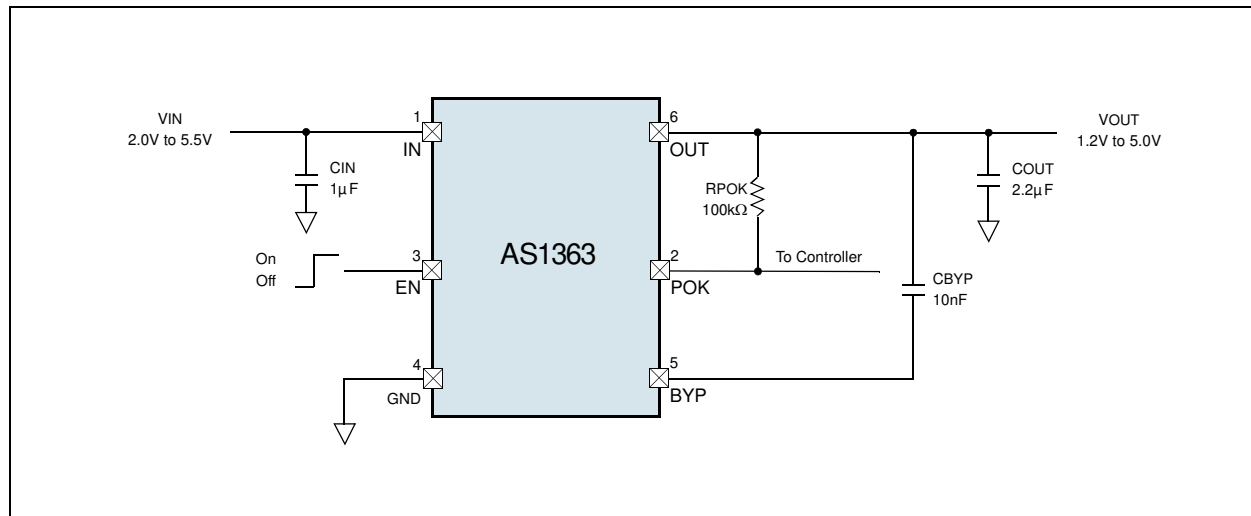 VIN
2.0V to 5.5V
1
IN
CIN
1µF
On
Off
3
EN
4
GND
AS1363
6
OUT
RPOK
100kΩ
2
POK
To Controller
5
BYP
CBYP
10nF
COUT
2.2µF
VOUT
1.2V to 5.0V